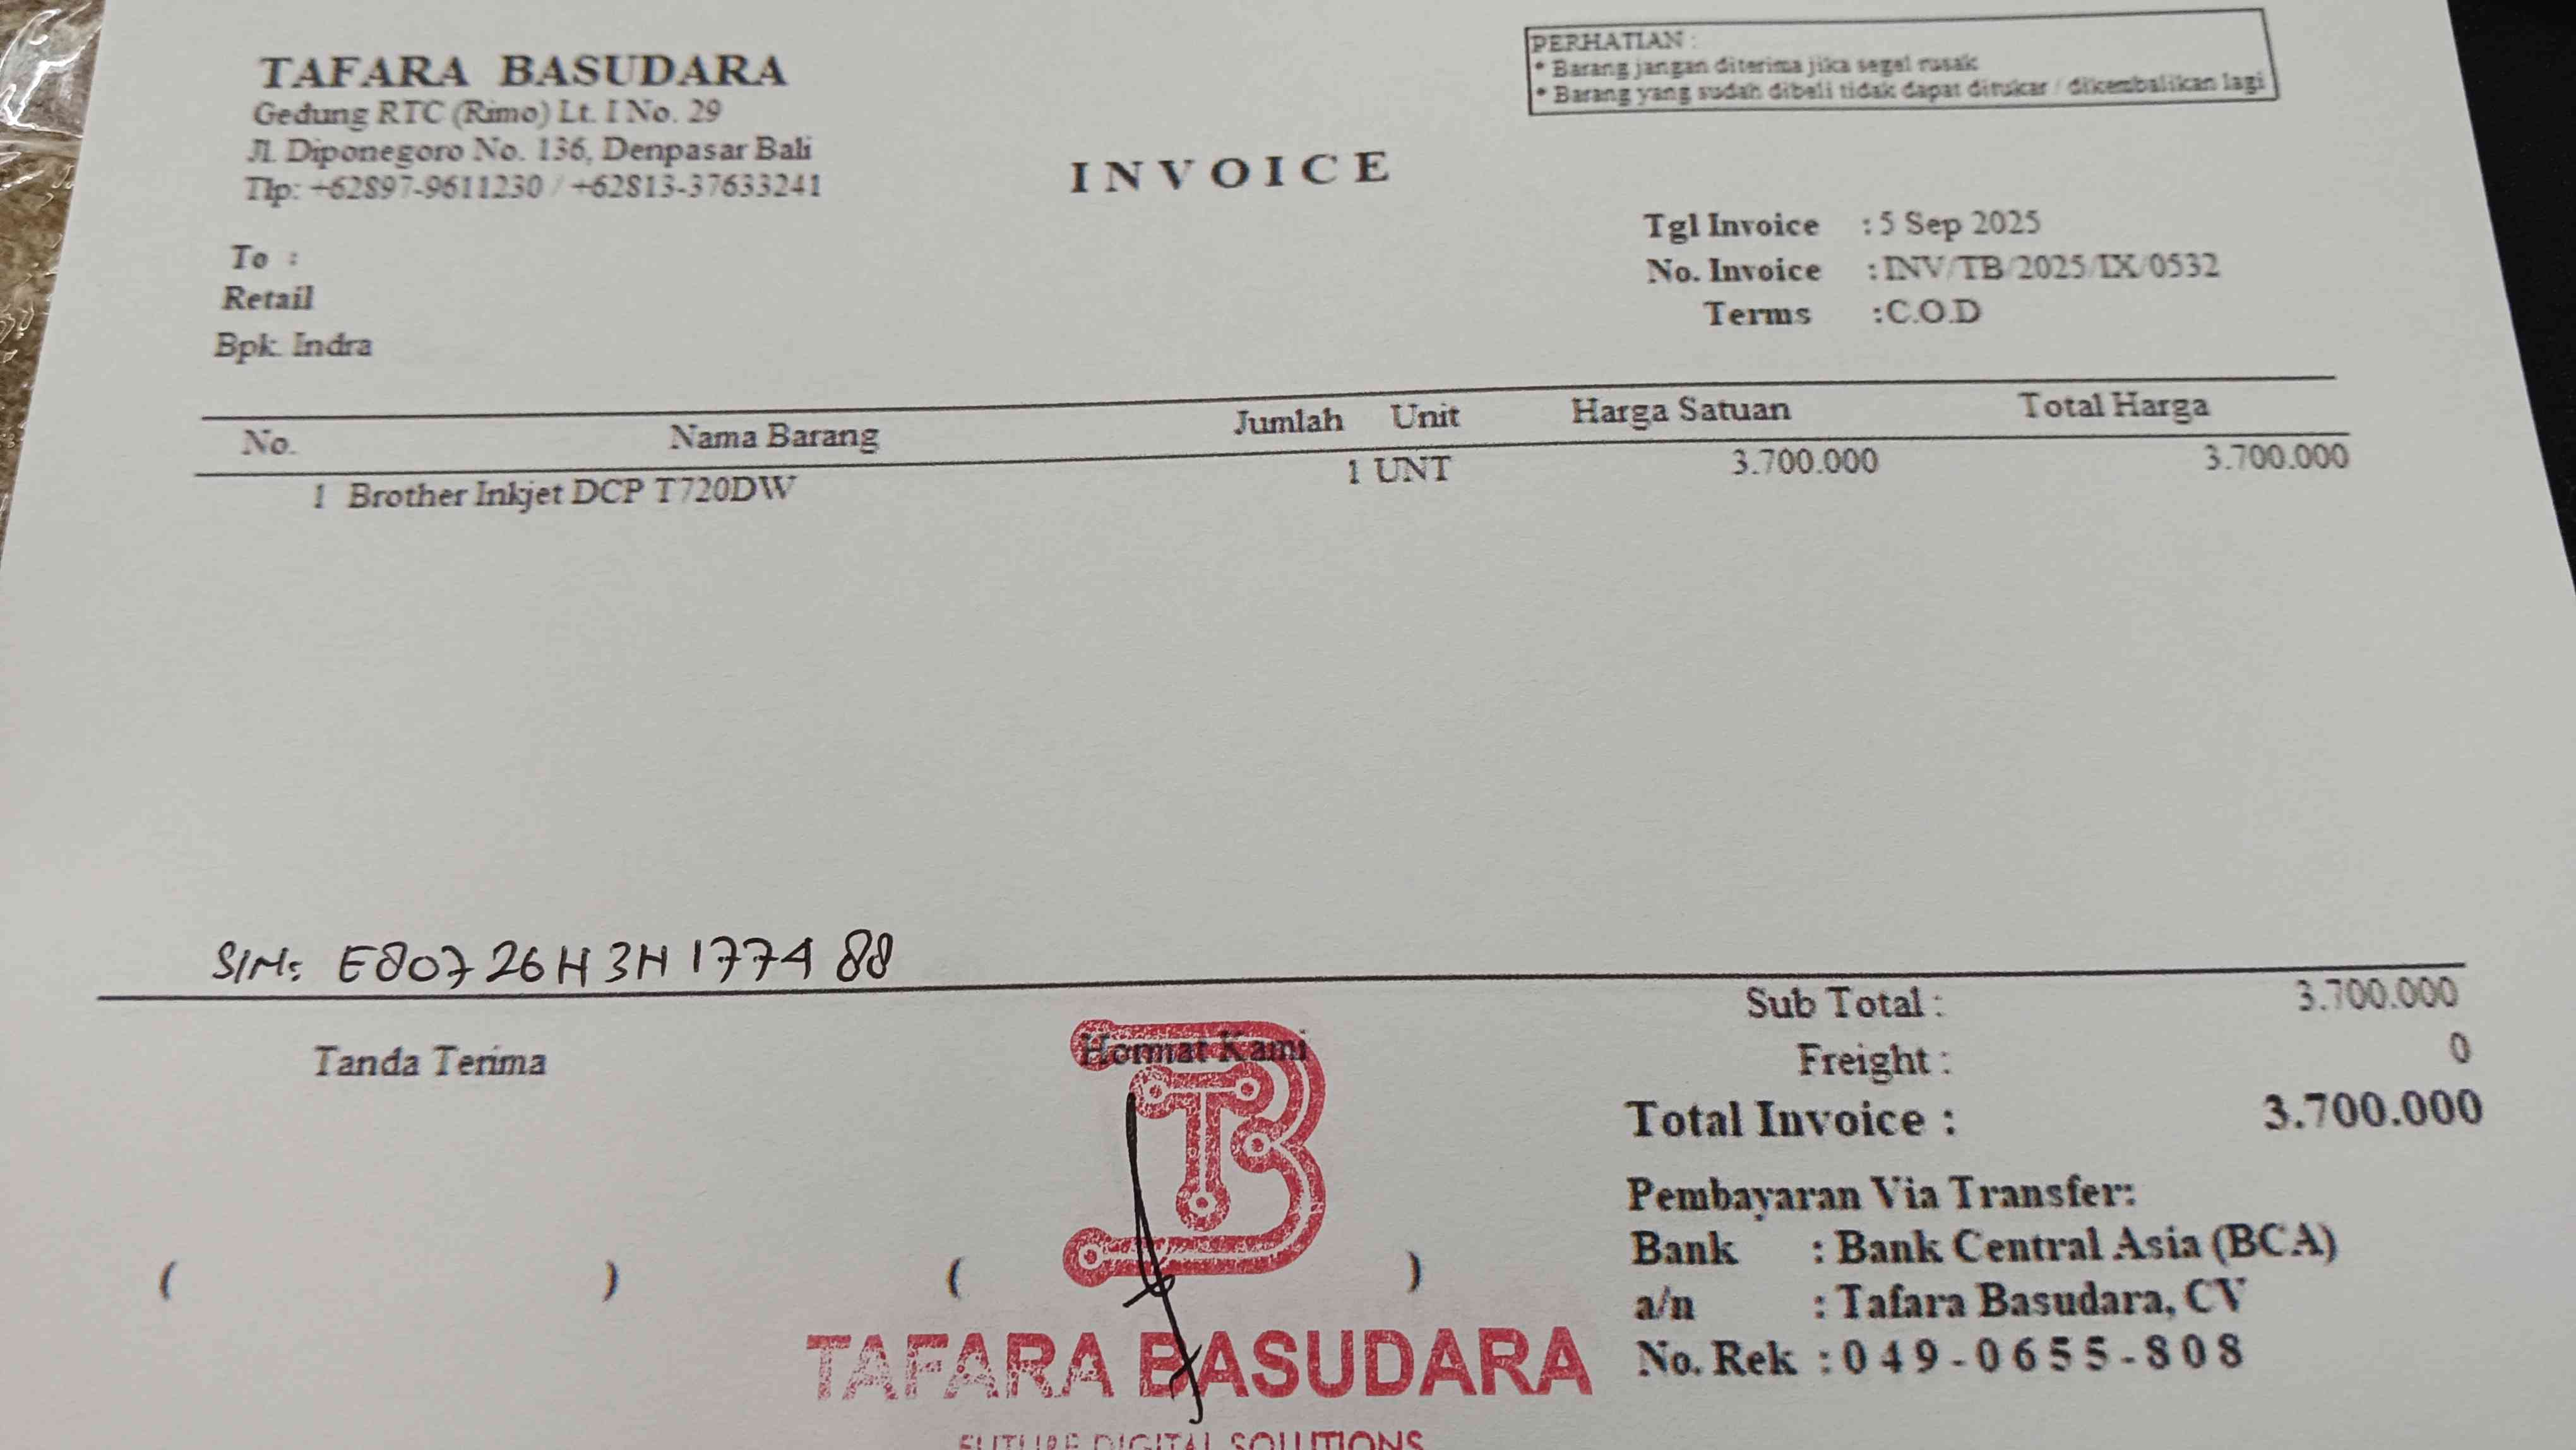 TAFARA BASUDARA
Gedung RTC (Rimo) Lt. I No. 29
Jl. Diponegoro No. 136, Denpasar Bali
Tlp: +62897-9611230 / +62813-37633241
PERHATIAN :
* Barang jangan diterima jika segel rusak
* Barang yang sudah dibeli tidak dapat ditukar / dikembalikan lagi
INVOICE
To :
Retail
Bpk. Indra
Tgl Invoice : 5 Sep 2025
No. Invoice : INV/TB/2025/IX/0532
Terms : C.O.D
No. Nama Barang Jumlah Unit Harga Satuan Total Harga
1 Brother Inkjet DCP T720DW 1 UNT 3.700.000 3.700.000
S/N: E80726H3H177488
Tanda Terima
Hormat Kami
( )
( )
TAFARA BASUDARA
FUTURE DIGITAL SOLUTIONS
Sub Total : 3.700.000
Freight : 0
Total Invoice : 3.700.000
Pembayaran Via Transfer:
Bank : Bank Central Asia (BCA)
a/n : Tafara Basudara, CV
No. Rek : 049-0655-808